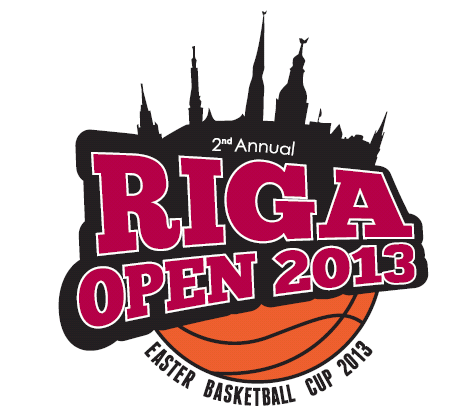 2nd Annual
RIGA
OPEN 2013
EASTER BASKETBALL CUP 2013